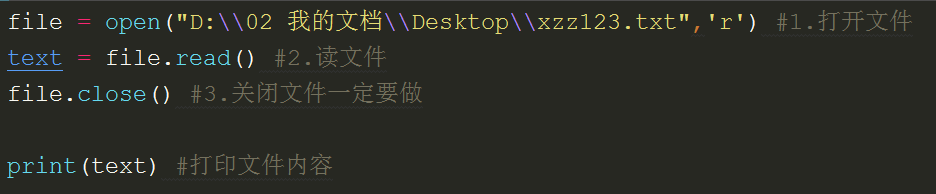 file = open("D:\\02 我的文档\\Desktop\\xzz123.txt",'r') #1.打开文件
text = file.read() #2.读文件
file.close() #3.关闭文件一定要做
print(text) #打印文件内容